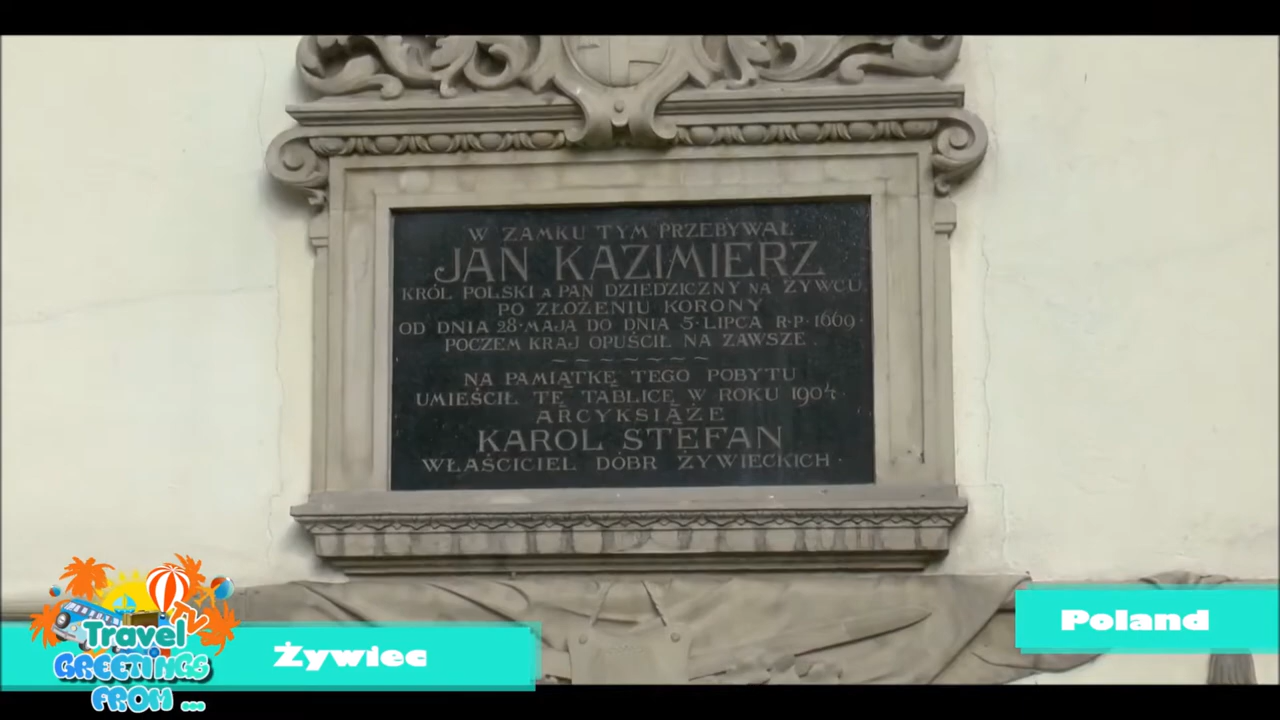 W ZAMKU TYM PRZEBYWAŁ
JAN KAZIMIERZ
KRÓL POLSKI A PAN DZIEDZICZNY NA ŻYWCU
PO ZŁOŻENIU KORONY
OD DNIA 28·MAJA DO DNIA 5·LIPCA R·P·1669·
POCZEM KRAJ OPUŚCIŁ NA ZAWSZE.
NA PAMIĄTKĘ TEGO POBYTU
UMIEŚCIŁ TĘ TABLICĘ W ROKU 1904·
ARCYKSIĄŻE
KAROL STEFAN
WŁAŚCICIEL DÓBR ŻYWIECKICH·
TV
Travel
GREETINGS
FROM ...
Żywiec
Poland